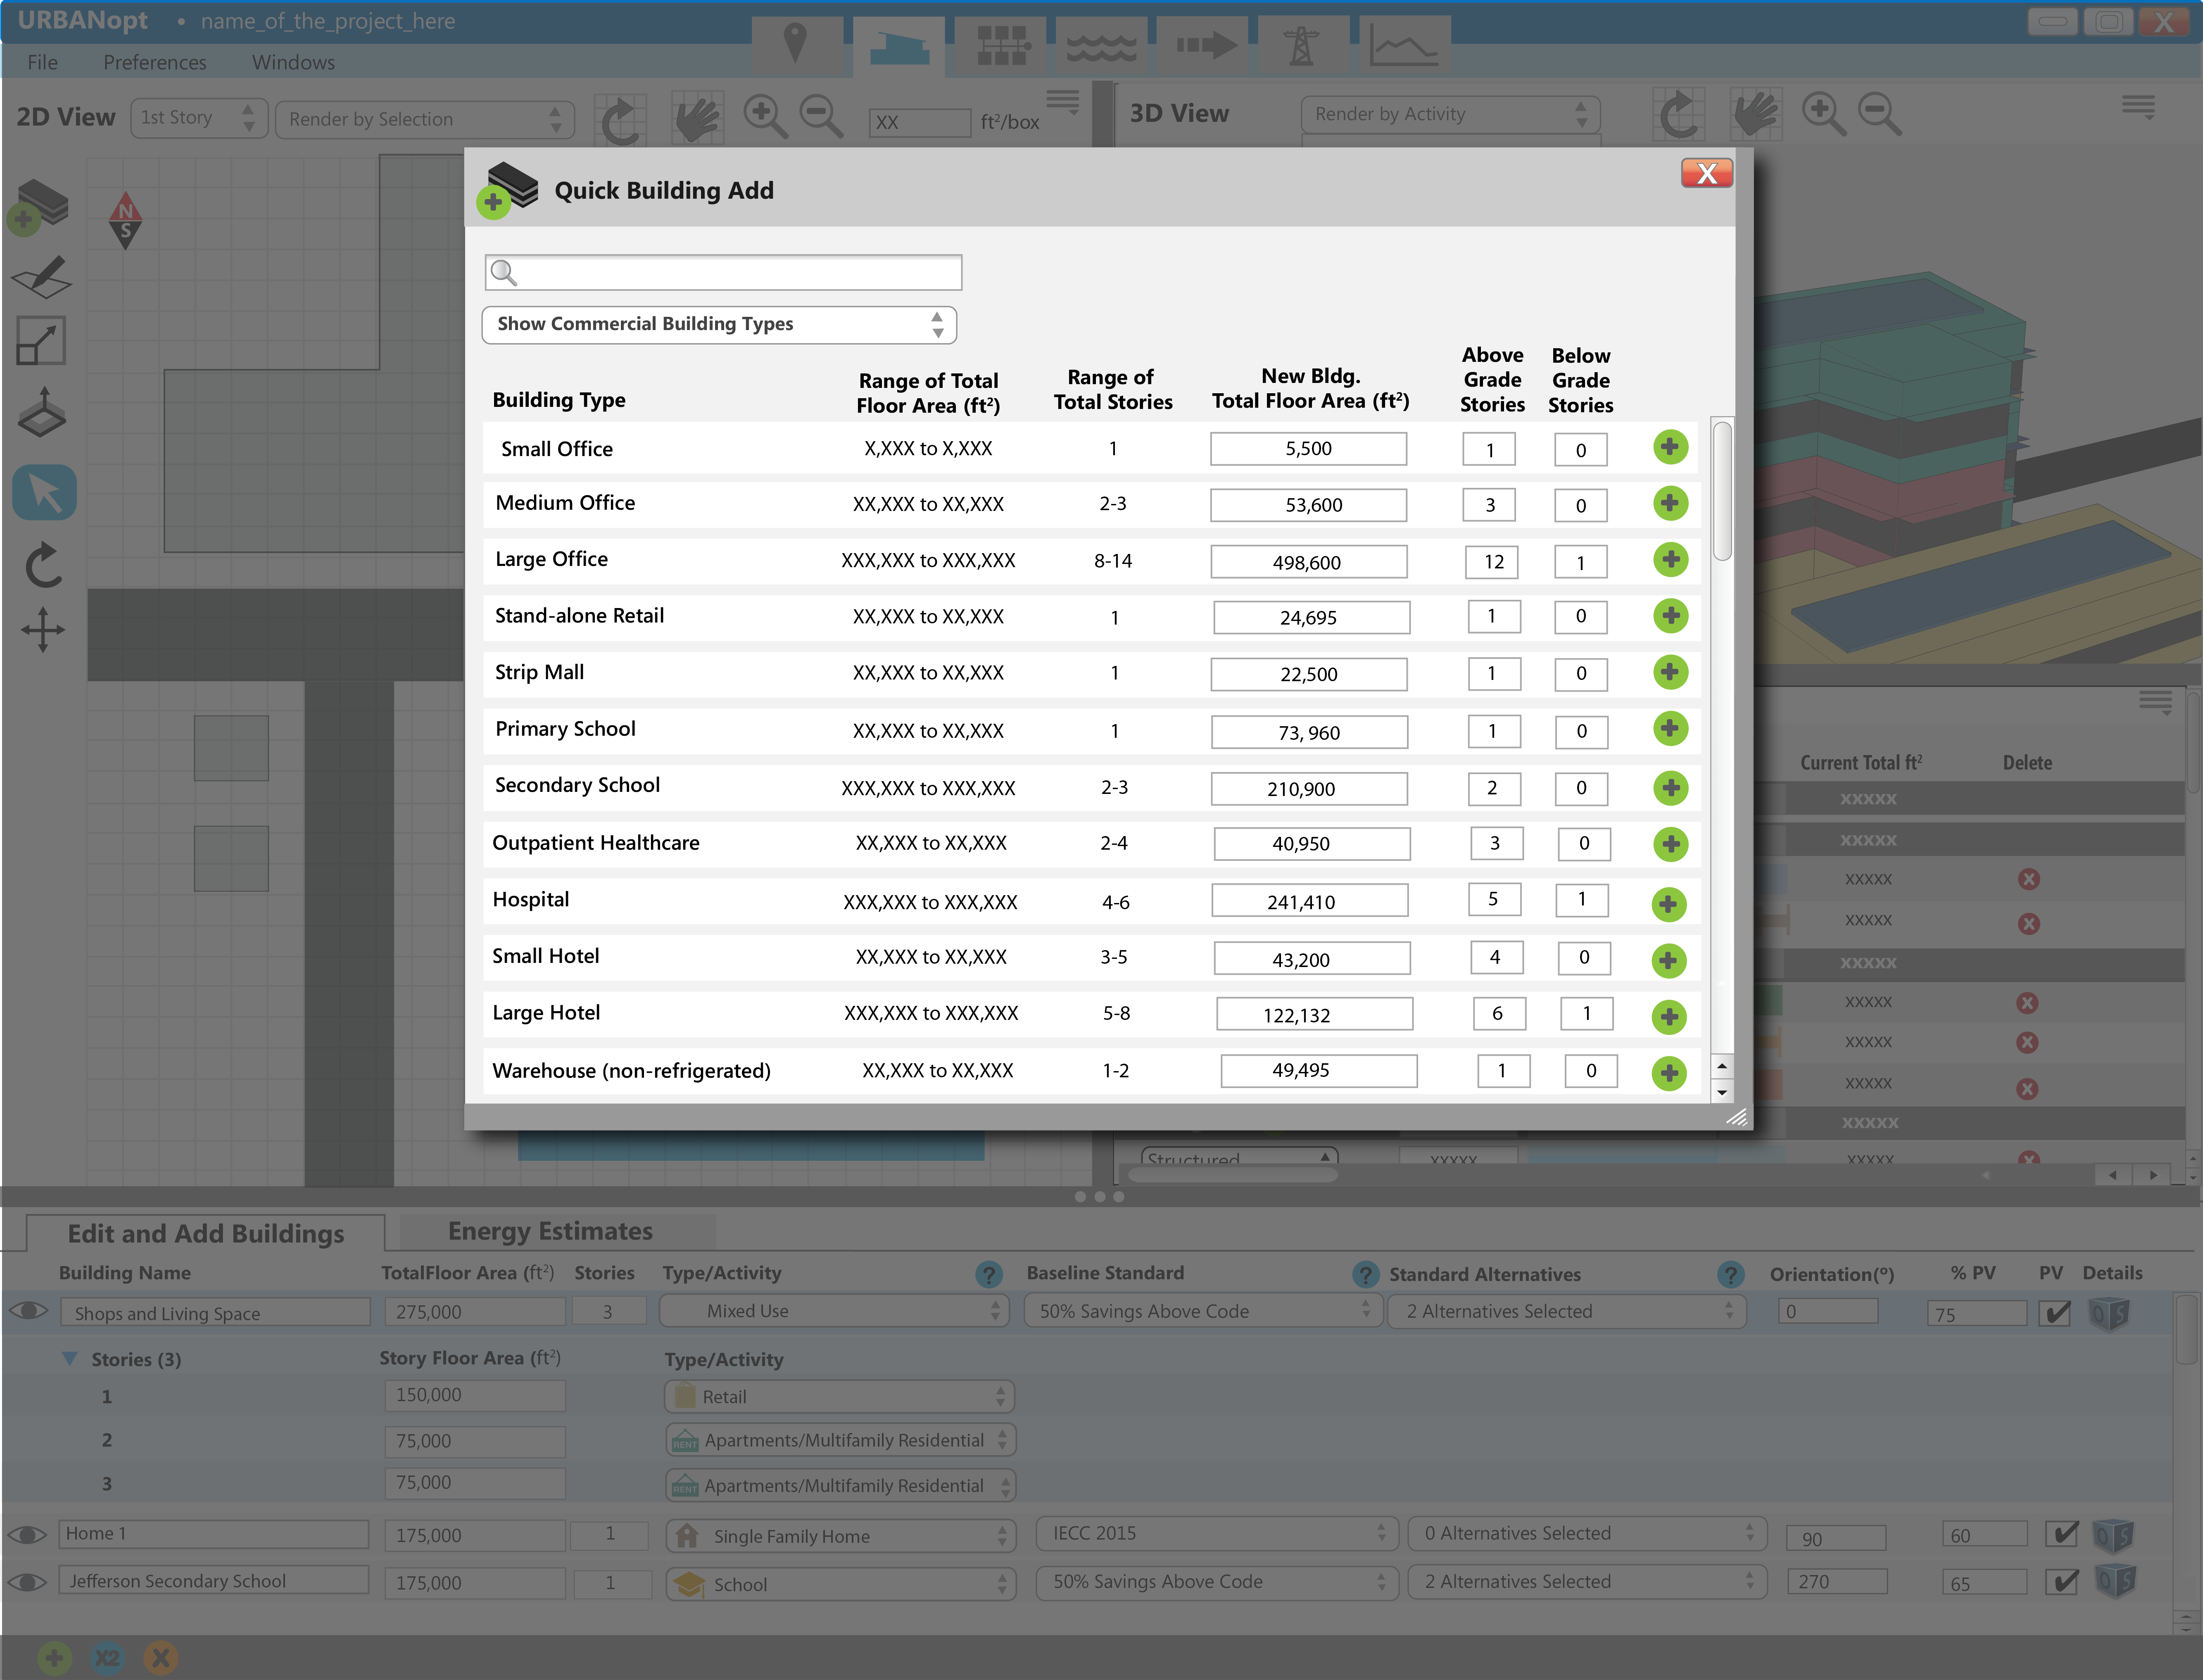 URBANopt • name_of_the_project_here
File Preferences Windows
2D View 1st Story Render by Selection XX ft²/box
3D View Render by Activity
N
S
Quick Building Add
X
Show Commercial Building Types
Building Type
Range of Total Floor Area (ft²)
Range of Total Stories
New Bldg. Total Floor Area (ft²)
Above Grade Stories
Below Grade Stories
Small Office X,XXX to X,XXX 1 5,500 1 0
Medium Office XX,XXX to XX,XXX 2-3 53,600 3 0
Large Office XXX,XXX to XXX,XXX 8-14 498,600 12 1
Stand-alone Retail XX,XXX to XX,XXX 1 24,695 1 0
Strip Mall XX,XXX to XX,XXX 1 22,500 1 0
Primary School XX,XXX to XX,XXX 1 73, 960 1 0
Secondary School XXX,XXX to XXX,XXX 2-3 210,900 2 0
Outpatient Healthcare XX,XXX to XX,XXX 2-4 40,950 3 0
Hospital XXX,XXX to XXX,XXX 4-6 241,410 5 1
Small Hotel XX,XXX to XX,XXX 3-5 43,200 4 0
Large Hotel XXX,XXX to XXX,XXX 5-8 122,132 6 1
Warehouse (non-refrigerated) XX,XXX to XX,XXX 1-2 49,495 1 0
Current Total ft² Delete
XXXXX
XXXXX
XXXXX
XXXXX
XXXXX
XXXXX
XXXXX
XXXXX
XXXXX
Structured XXXXX XXXXX
Edit and Add Buildings Energy Estimates
Building Name TotalFloor Area (ft²) Stories Type/Activity ? Baseline Standard ? Standard Alternatives ? Orientation(º) % PV PV Details
Shops and Living Space 275,000 3 Mixed Use 50% Savings Above Code 2 Alternatives Selected 0 75
Stories (3) Story Floor Area (ft²) Type/Activity
1 150,000 Retail
2 75,000 RENT Apartments/Multifamily Residential
3 75,000 RENT Apartments/Multifamily Residential
Home 1 175,000 1 Single Family Home IECC 2015 0 Alternatives Selected 90 60
Jefferson Secondary School 175,000 1 School 50% Savings Above Code 2 Alternatives Selected 270 65
X2 X